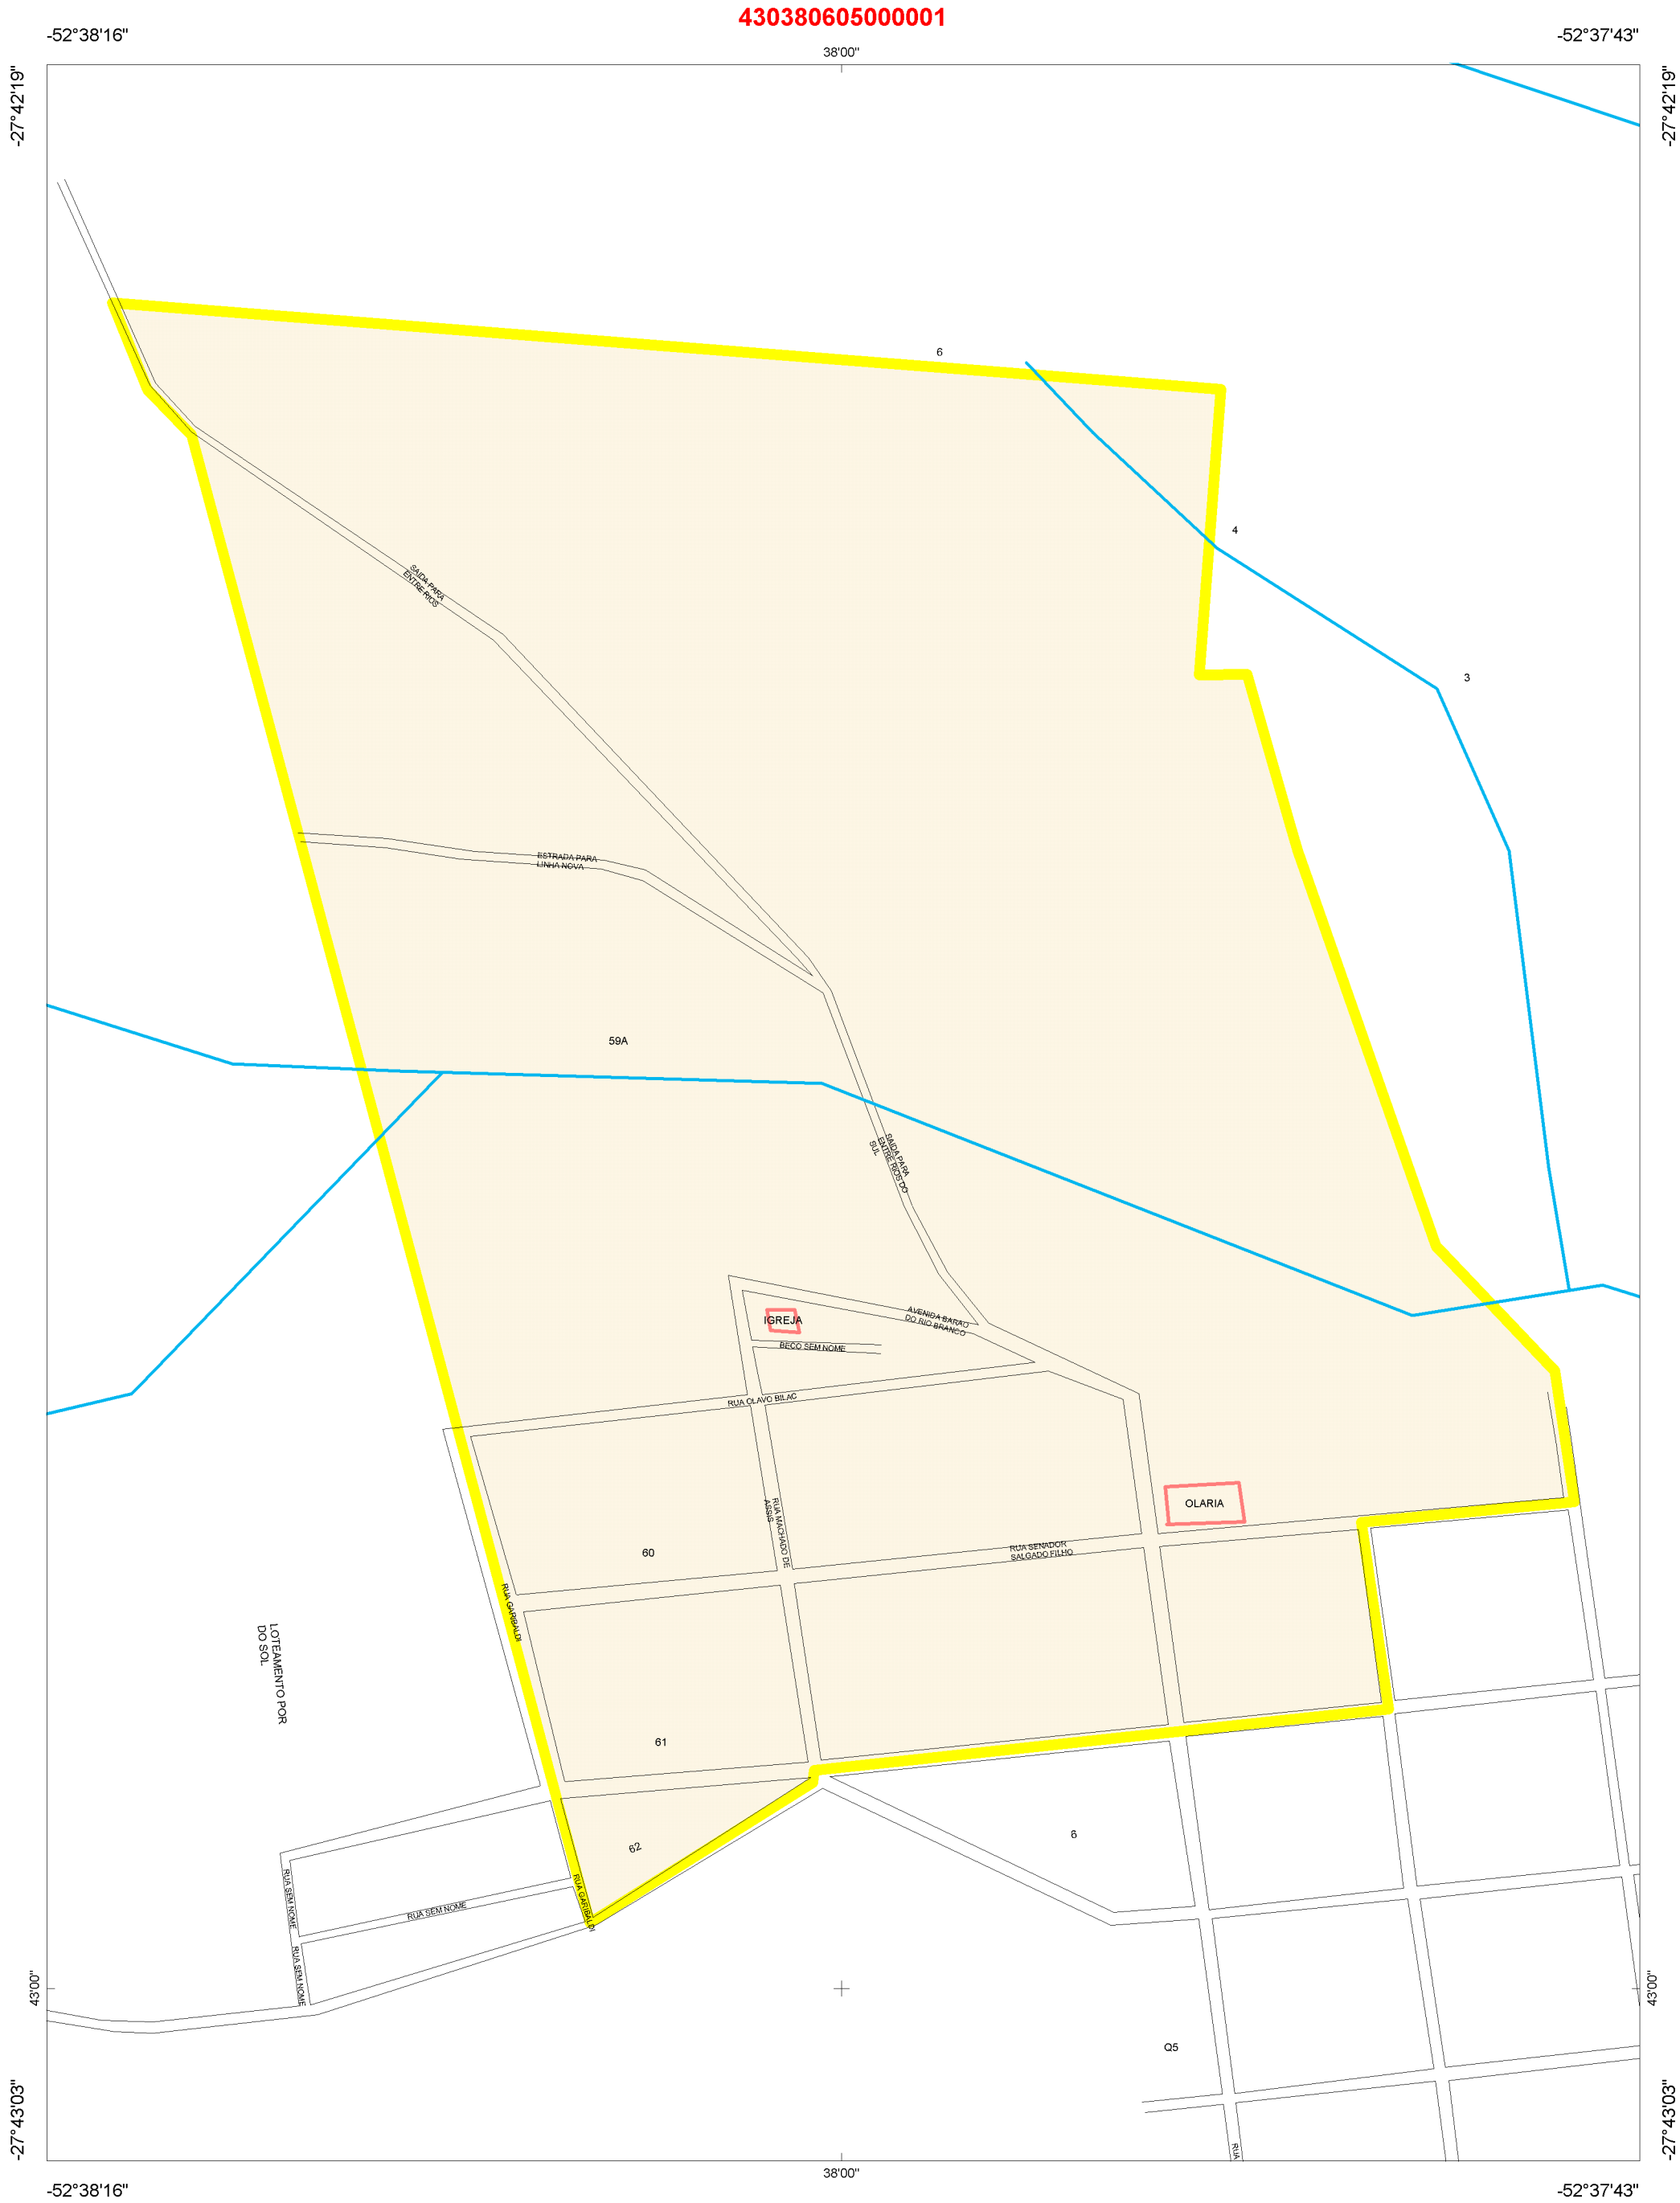 430380605000001
-52°38'16"
38'00"
-52°37'43"
-27°42'19"
-27°42'19"
6
4
SAIDA PARA
ENTRE RIOS
3
ESTRADA PARA
LINHA NOVA
59A
SAIDA PARA
ENTRE RIOS DO
SUL
AVENIDA BARAO
DO RIO BRANCO
IGREJA
BECO SEM NOME
RUA OLAVO BILAC
OLARIA
RUA MACHADO DE
ASSIS
RUA SENADOR
SALGADO FILHO
60
RUA GARIBALDI
LOTEAMENTO POR
DO SOL
61
62
6
RUA GARIBALDI
RUA SEM NOME
RUA SEM NOME
RUA SEM NOME
43'00"
43'00"
Q5
RUA
-27°43'03"
-27°43'03"
-52°38'16"
38'00"
-52°37'43"